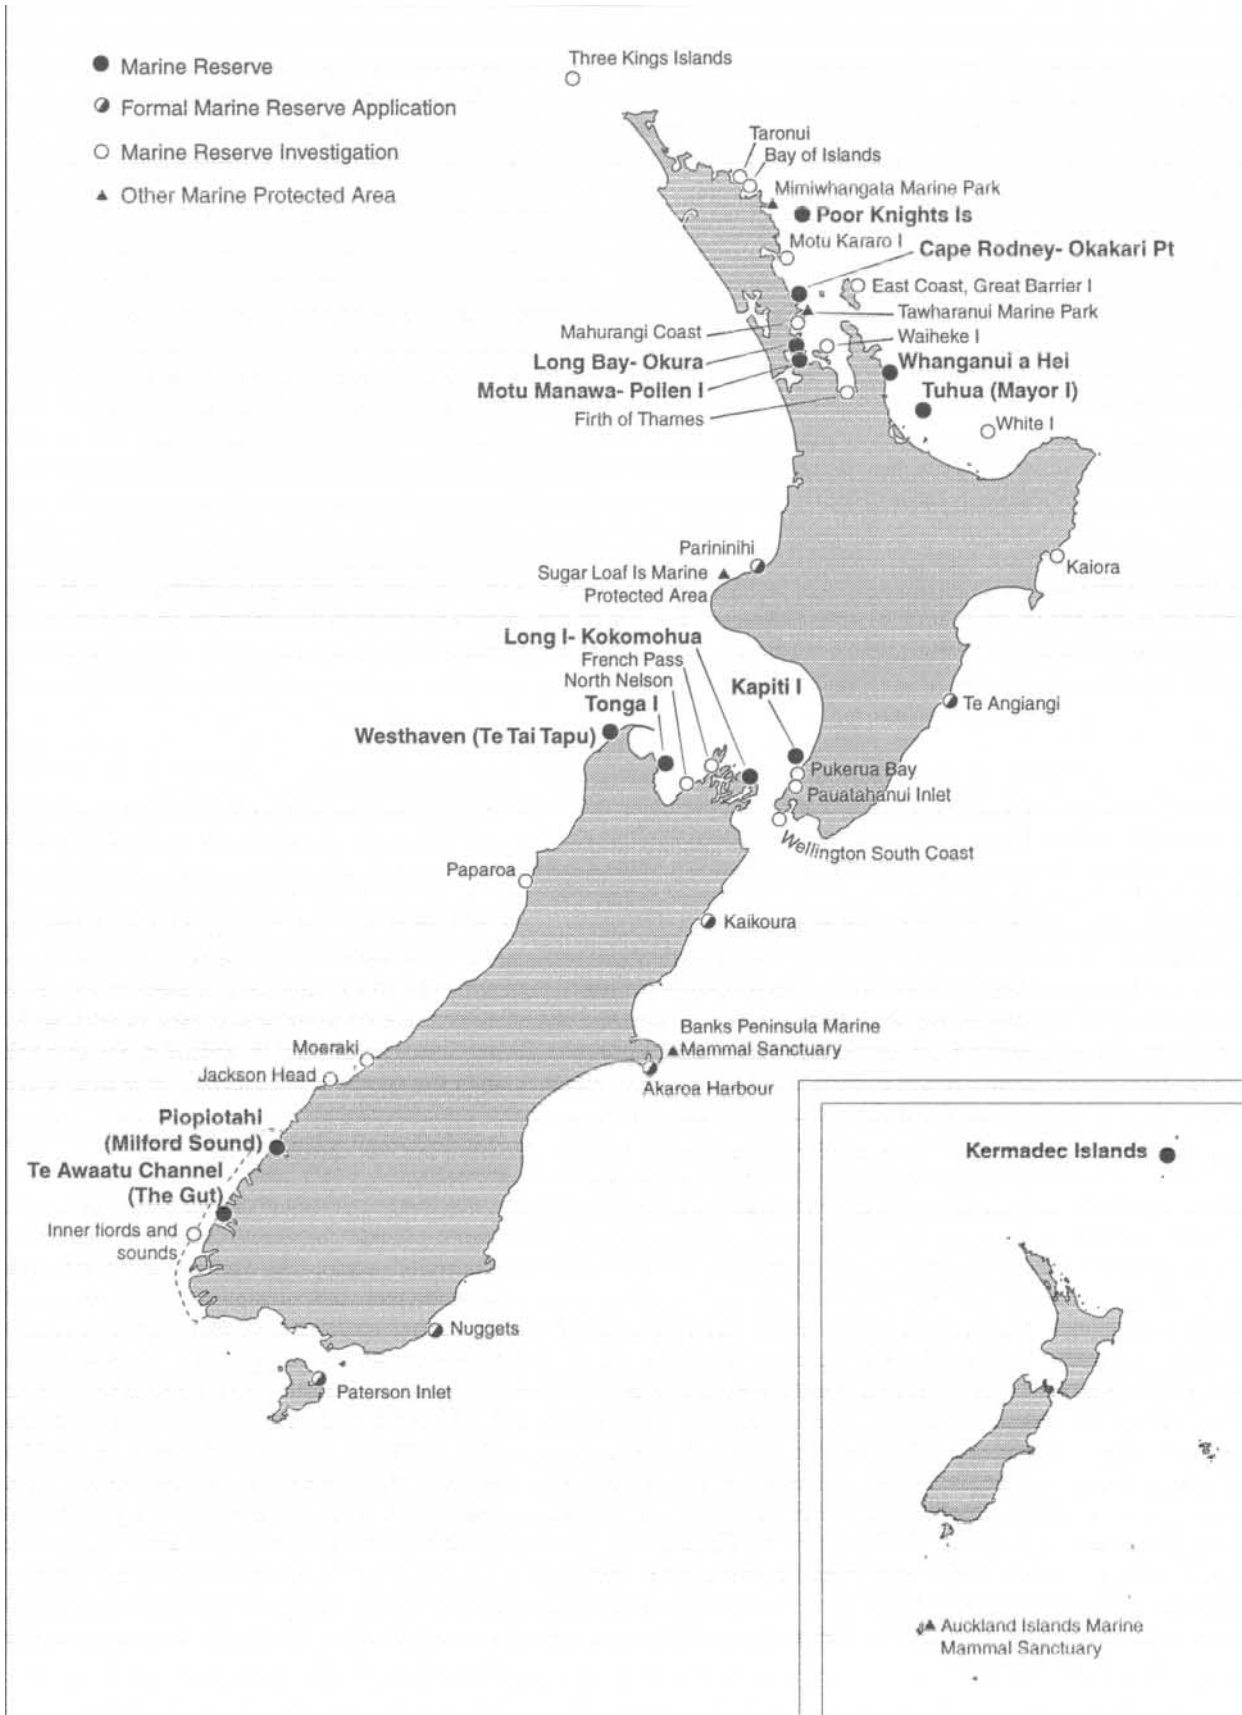 Marine Reserve
Formal Marine Reserve Application
Marine Reserve Investigation
Other Marine Protected Area
Three Kings Islands
Taronui
Bay of Islands
Mimiwhangata Marine Park
Poor Knights Is
Motu Kararo I
Cape Rodney- Okakari Pt
East Coast, Great Barrier I
Tawharanui Marine Park
Mahurangi Coast
Waiheke I
Long Bay- Okura
Whanganui a Hei
Motu Manawa- Pollen I
Tuhua (Mayor I)
Firth of Thames
White I
Parininihi
Kaiora
Sugar Loaf Is Marine
Protected Area
Long I- Kokomohua
French Pass
North Nelson
Kapiti I
Tonga I
Te Angiangi
Westhaven (Te Tai Tapu)
Pukerua Bay
Pauatahanui Inlet
Wellington South Coast
Paparoa
Kaikoura
Banks Peninsula Marine
Mammal Sanctuary
Moeraki
Jackson Head
Akaroa Harbour
Piopiotahi
(Milford Sound)
Te Awaatu Channel
(The Gut)
Inner fiords and
sounds
Nuggets
Paterson Inlet
Kermadec Islands
Auckland Islands Marine
Mammal Sanctuary